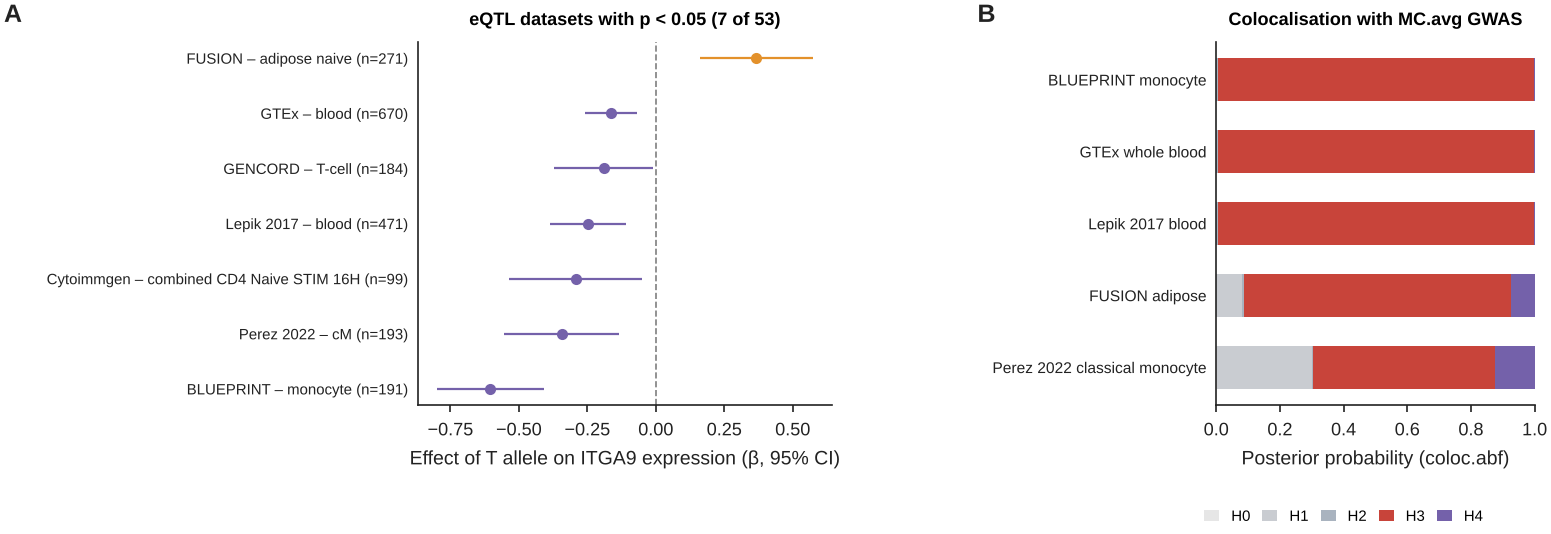 A
eQTL datasets with p < 0.05 (7 of 53)
FUSION – adipose naive (n=271)
GTEx – blood (n=670)
GENCORD – T-cell (n=184)
Lepik 2017 – blood (n=471)
Cytoimmgen – combined CD4 Naive STIM 16H (n=99)
Perez 2022 – cM (n=193)
BLUEPRINT – monocyte (n=191)
−0.75 −0.50 −0.25 0.00 0.25 0.50
Effect of T allele on ITGA9 expression (β, 95% CI)
B
Colocalisation with MC.avg GWAS
BLUEPRINT monocyte
GTEx whole blood
Lepik 2017 blood
FUSION adipose
Perez 2022 classical monocyte
0.0 0.2 0.4 0.6 0.8 1.0
Posterior probability (coloc.abf)
H0 H1 H2 H3 H4